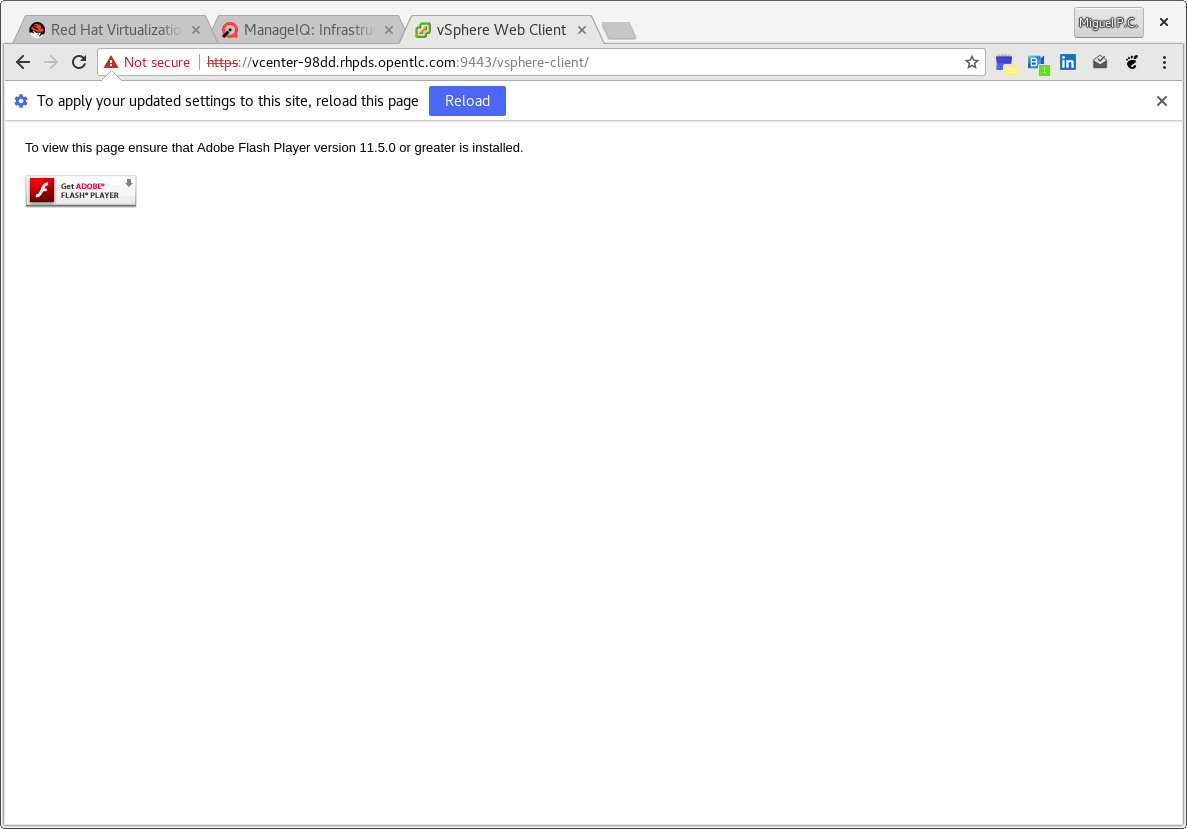 Red Hat Virtualizatio
ManageIQ: Infrastru
vSphere Web Client
Miguel P.C.
Not secure
https://vcenter-98dd.rhpds.opentlc.com:9443/vsphere-client/
B
1
in
To apply your updated settings to this site, reload this page
Reload
To view this page ensure that Adobe Flash Player version 11.5.0 or greater is installed.
Get ADOBE®
FLASH® PLAYER